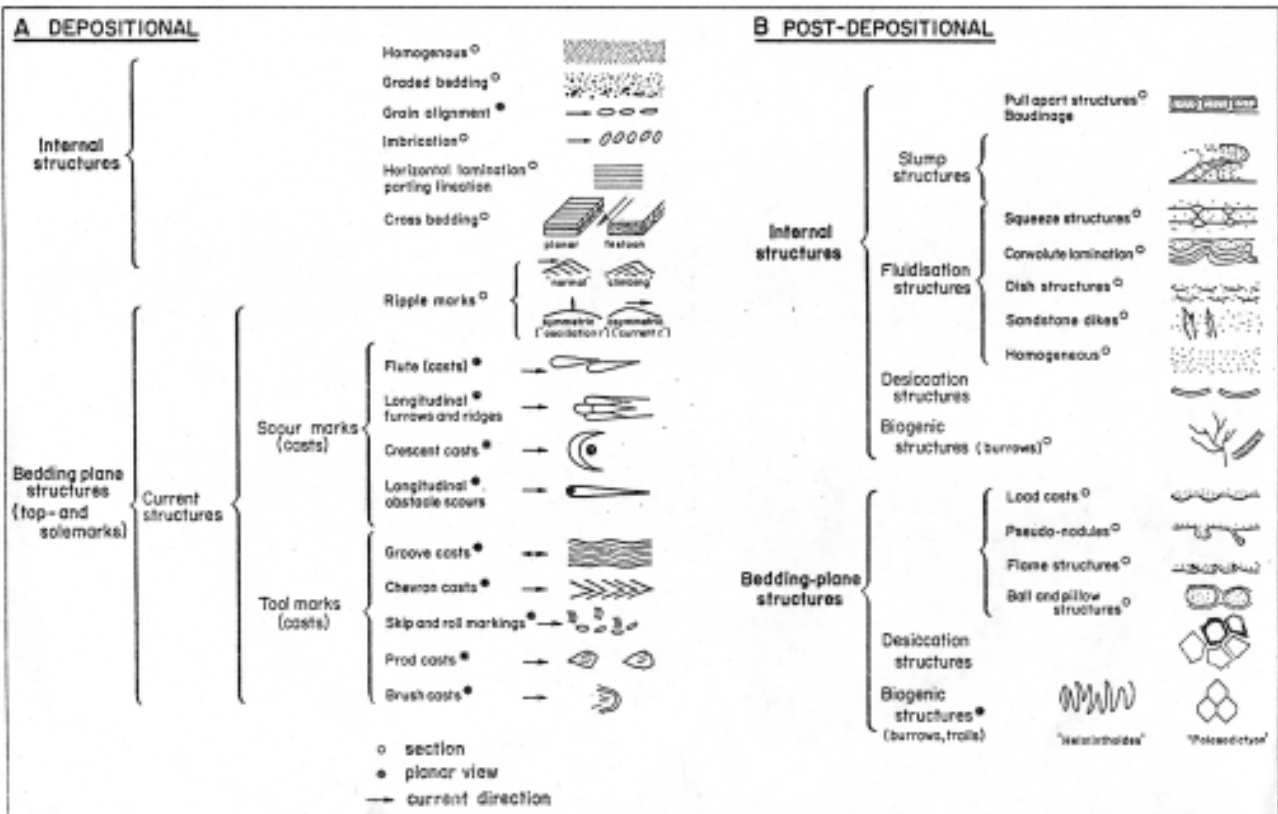 A DEPOSITIONAL
Internal
structures
Homogenous
Graded bedding
Grain alignment
Imbrication
Horizontal lamination
parting lineation
Cross bedding
planar
festoon
Ripple marks
"normal"
"climbing"
symmetric
(oscillation r.)
asymmetric
(current r.)
Bedding plane
structures
(top-and
solemarks)
Current
structures
Scour marks
(casts)
Flute (casts)
Longitudinal
furrows and ridges
Crescent casts
Longitudinal
obstacle scours
Tool marks
(casts)
Groove casts
Chevron casts
Skip and roll markings
Prod casts
Brush casts
section
planar view
current direction
B POST-DEPOSITIONAL
Internal
structures
Slump
structures
Pull apart structures
Boudinage
Fluidisation
structures
Squeeze structures
Convolute lamination
Dish structures
Sandstone dikes
Homogeneous
Desiccation
structures
Biogenic
structures (burrows)
Bedding-plane
structures
Load casts
Pseudo-nodules
Flame structures
Ball and pillow
structures
Desiccation
structures
Biogenic
structures
(burrows, trails)
"Helminthoides"
"Paleodictyon"